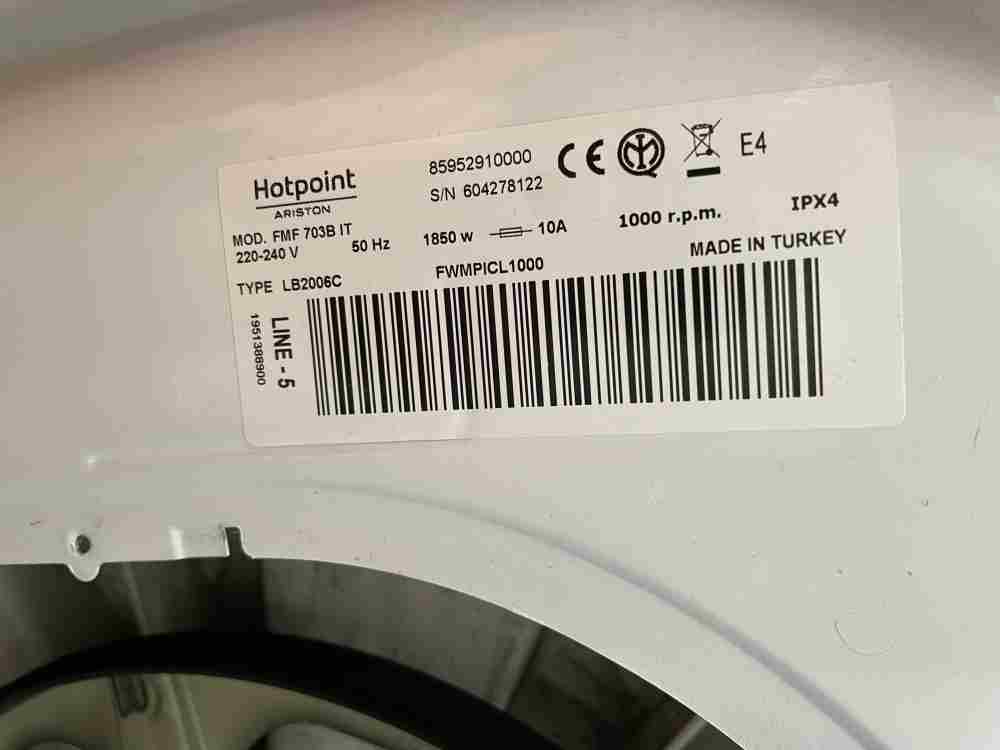 Hotpoint
ARISTON
85952910000
S/N 604278122
CE
E4
MOD. FMF 703B IT
220-240 V
50 Hz
1850 w
10A
1000 r.p.m.
IPX4
TYPE LB2006C
FWMPICL1000
MADE IN TURKEY
LINE - 5
1951388900